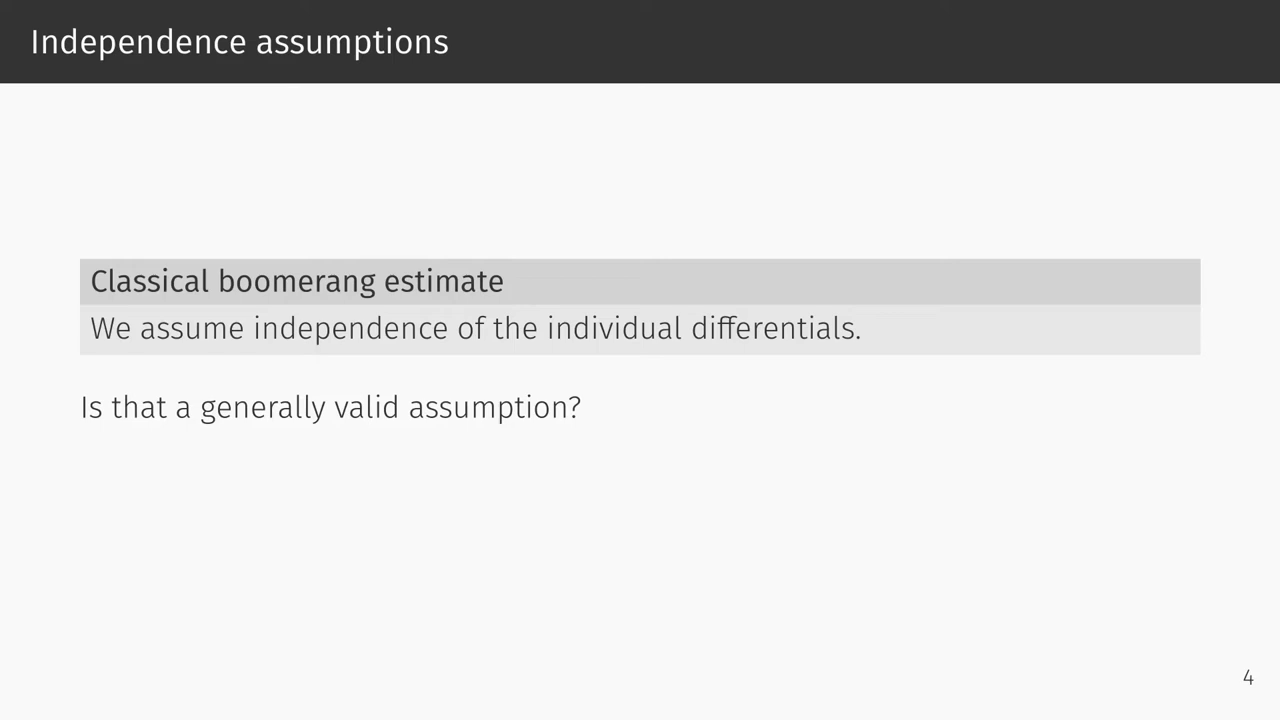 Independence assumptions
Classical boomerang estimate
We assume independence of the individual differentials.
Is that a generally valid assumption?
4